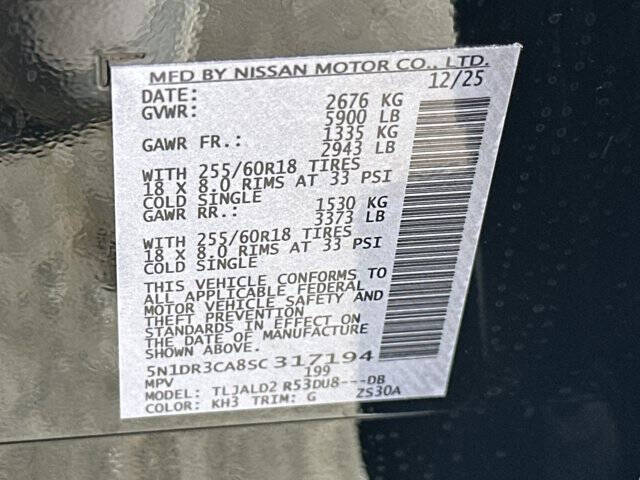 MFD BY NISSAN MOTOR CO., LTD.
DATE: 12/25
GVWR: 2676 KG
5900 LB
GAWR FR.: 1335 KG
2943 LB
WITH 255/60R18 TIRES
18 X 8.0 RIMS AT 33 PSI
COLD SINGLE
GAWR RR.: 1530 KG
3373 LB
WITH 255/60R18 TIRES
18 X 8.0 RIMS AT 33 PSI
COLD SINGLE
THIS VEHICLE CONFORMS TO
ALL APPLICABLE FEDERAL
MOTOR VEHICLE SAFETY AND
THEFT PREVENTION
STANDARDS IN EFFECT ON
THE DATE OF MANUFACTURE
SHOWN ABOVE.
5N1DR3CA8SC317194
MPV 199
TLJALD2 R53DU8---DB
COLOR: KH3 TRIM: G ZS30A